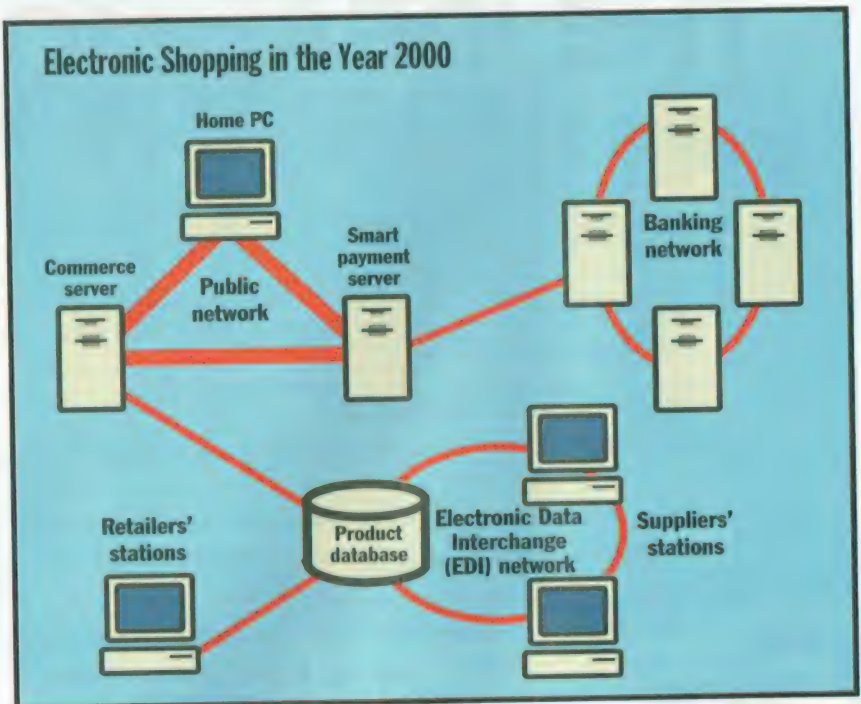 Electronic Shopping in the Year 2000
Home PC
Commerce
server
Public
network
Smart
payment
server
Banking
network
Retailers'
stations
Product
database
Electronic Data
Interchange
(EDI) network
Suppliers'
stations